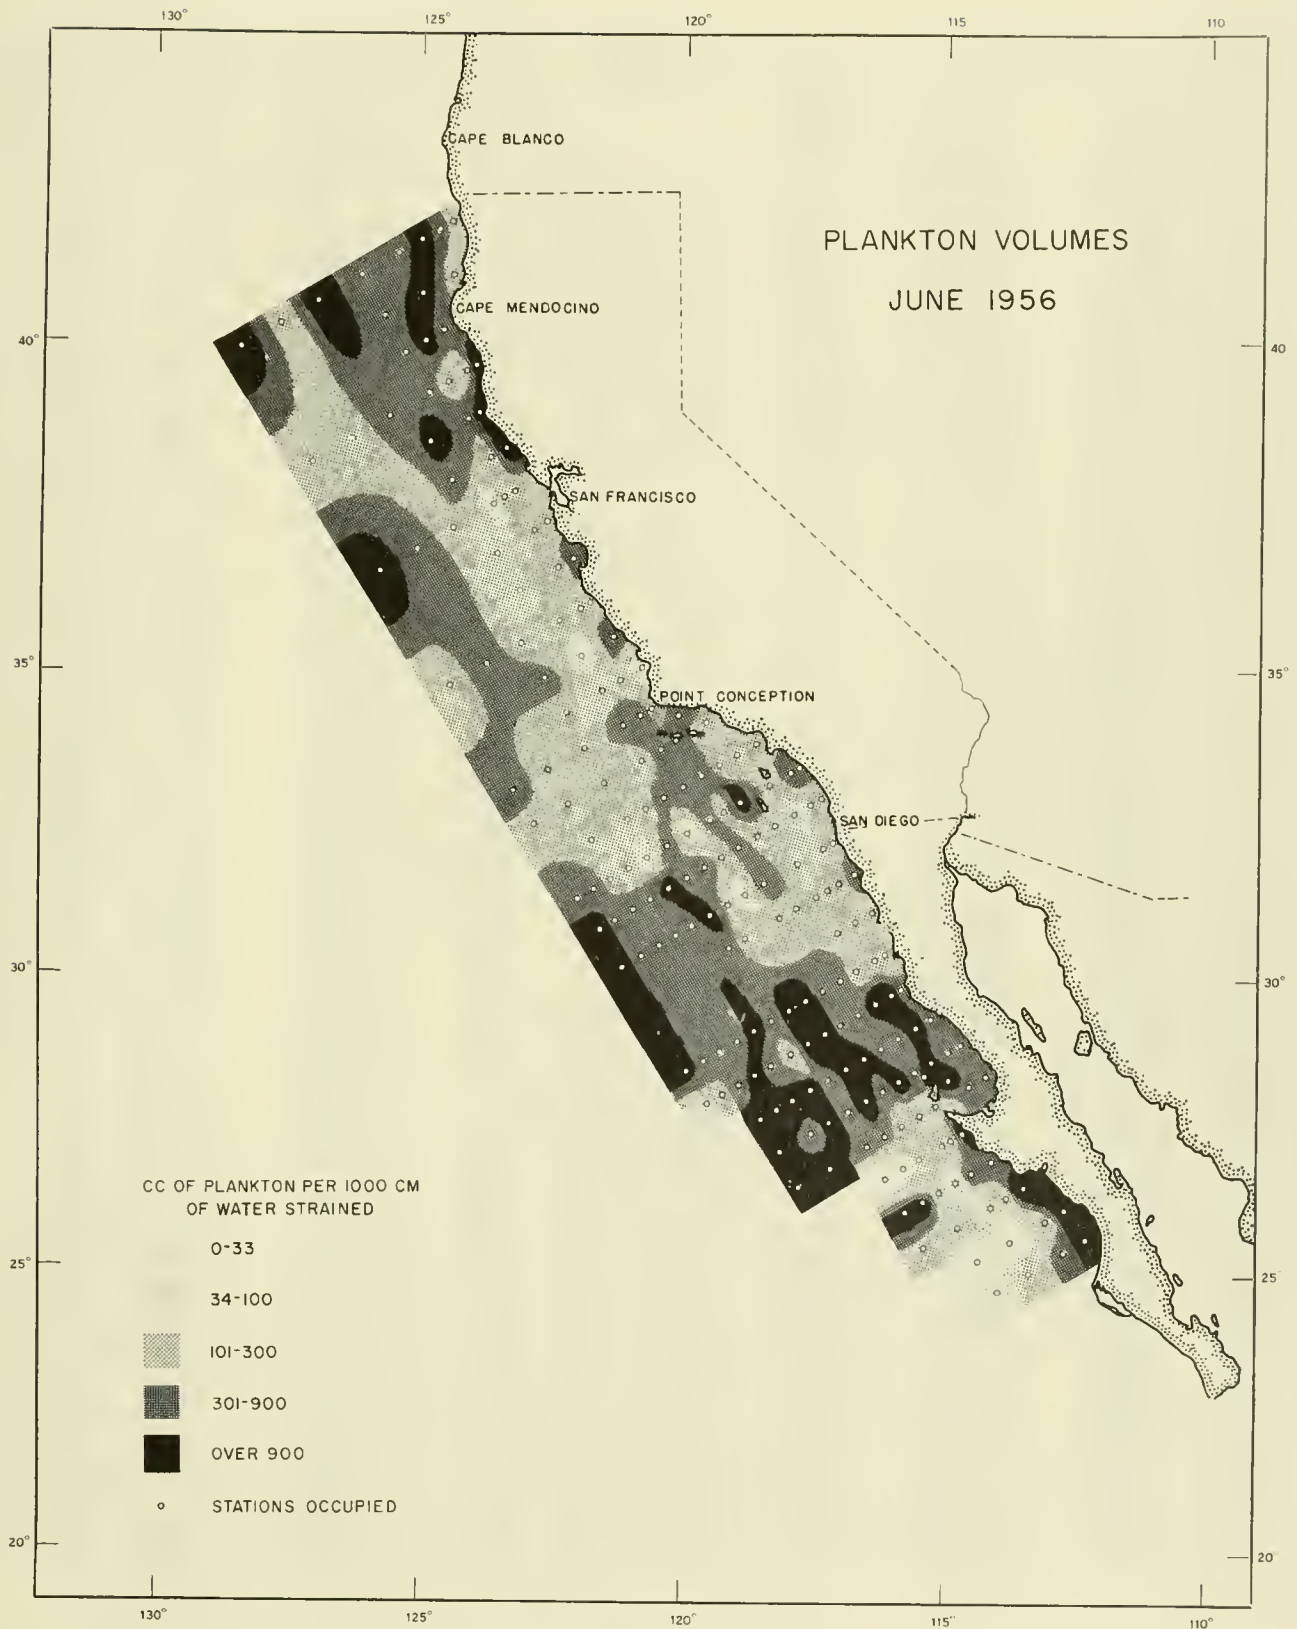 130° 125° 120° 115 110
CAPE BLANCO
PLANKTON VOLUMES
JUNE 1956
CAPE MENDOCINO
40° 40
SAN FRANCISCO
35° 35°
POINT CONCEPTION
SAN DIEGO
30° 30°
CC OF PLANKTON PER 1000 CM
OF WATER STRAINED
0-33
25° 25°
34-100
101-300
301-900
OVER 900
STATIONS OCCUPIED
20° 20°
130° 125° 120° 115° 110°